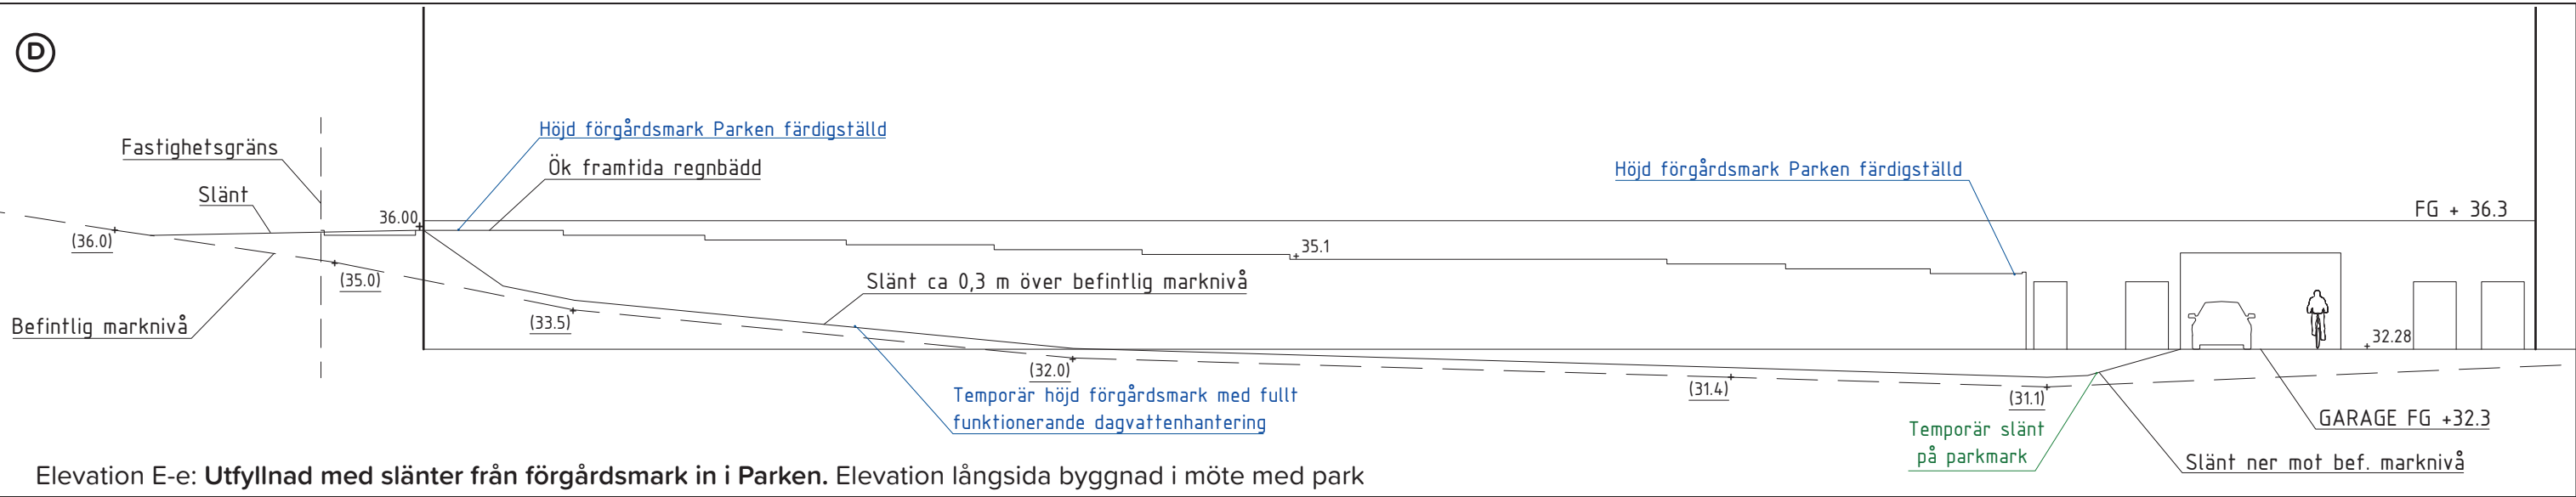 D
Höjd förgårdsmark Parken färdigställd
Fastighetsgräns
Ök framtida regnbädd
Höjd förgårdsmark Parken färdigställd
Slänt
36.00
FG + 36.3
(36.0)
35.1
(35.0)
Slänt ca 0,3 m över befintlig marknivå
Befintlig marknivå
(33.5)
32.28
(32.0)
(31.4)
(31.1)
Temporär höjd förgårdsmark med fullt
funktionerande dagvattenhantering
GARAGE FG +32.3
Temporär slänt
på parkmark
Slänt ner mot bef. marknivå
Elevation E-e: Utfyllnad med slänter från förgårdsmark in i Parken. Elevation långsida byggnad i möte med park